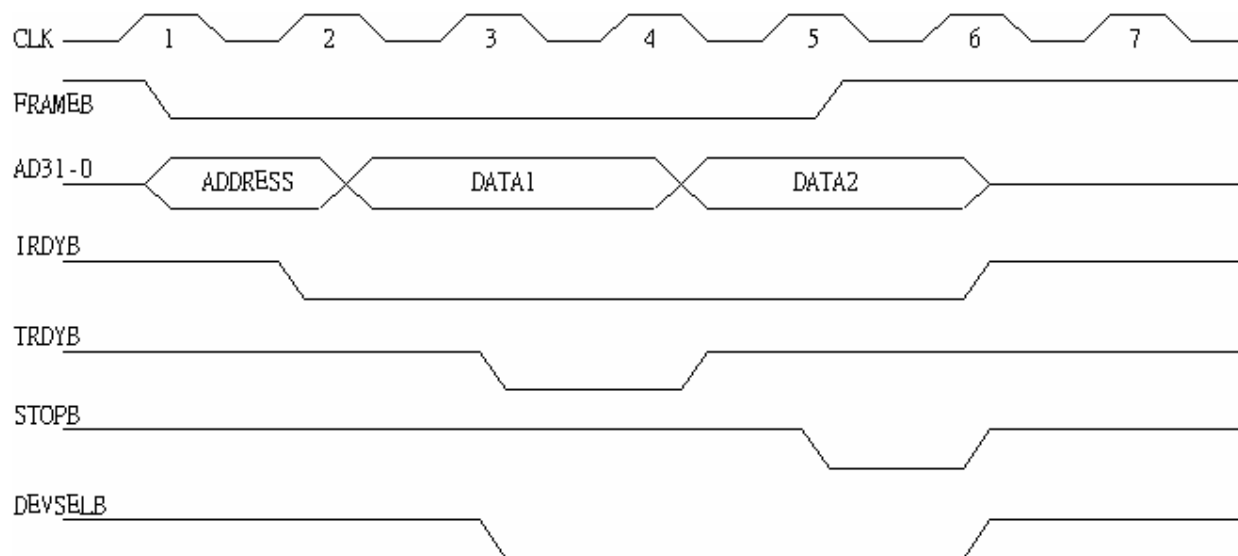 CLK 1 2 3 4 5 6 7
FRAMEB
AD31-0 ADDRESS DATA1 DATA2
IRDYB
TRDYB
STOPB
DEVSELB